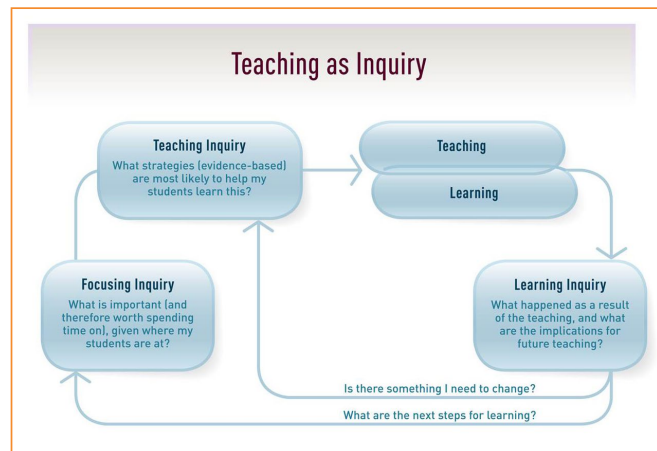 Teaching as Inquiry
Teaching Inquiry
What strategies (evidence-based)
are most likely to help my
students learn this?
Teaching
Learning
Focusing Inquiry
What is important (and
therefore worth spending
time on), given where my
students are at?
Learning Inquiry
What happened as a result
of the teaching, and what
are the implications for
future teaching?
Is there something I need to change?
What are the next steps for learning?